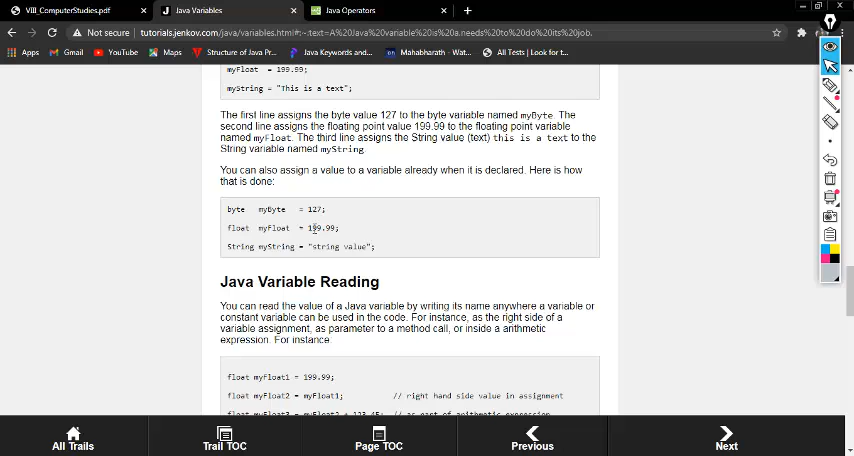 VIII_ComputerStudies.pdf
Java Variables
Java Operators
Not secure | tutorials.jenkov.com/java/variables.html#:~:text=A%20Java%20variable%20is%20a,needs%20to%20do%20its%20job.
Apps Gmail YouTube Maps Structure of Java Pr... Java Keywords and... Mahabharath - Wat... All Tests | Look for t...
myFloat = 199.99;
myString = "This is a text";
The first line assigns the byte value 127 to the byte variable named myByte. The
second line assigns the floating point value 199.99 to the floating point variable
named myFloat. The third line assigns the String value (text) this is a text to the
String variable named myString.
You can also assign a value to a variable already when it is declared. Here is how
that is done:
byte myByte = 127;
float myFloat = 199.99;
String myString = "string value";
Java Variable Reading
You can read the value of a Java variable by writing its name anywhere a variable or
constant variable can be used in the code. For instance, as the right side of a
variable assignment, as parameter to a method call, or inside a arithmetic
expression. For instance:
float myFloat1 = 199.99;
float myFloat2 = myFloat1; // right hand side value in assignment
float myFloat3 = myFloat2 + 123.45; // as part of arithmetic expression
All Trails
Trail TOC
Page TOC
Previous
Next